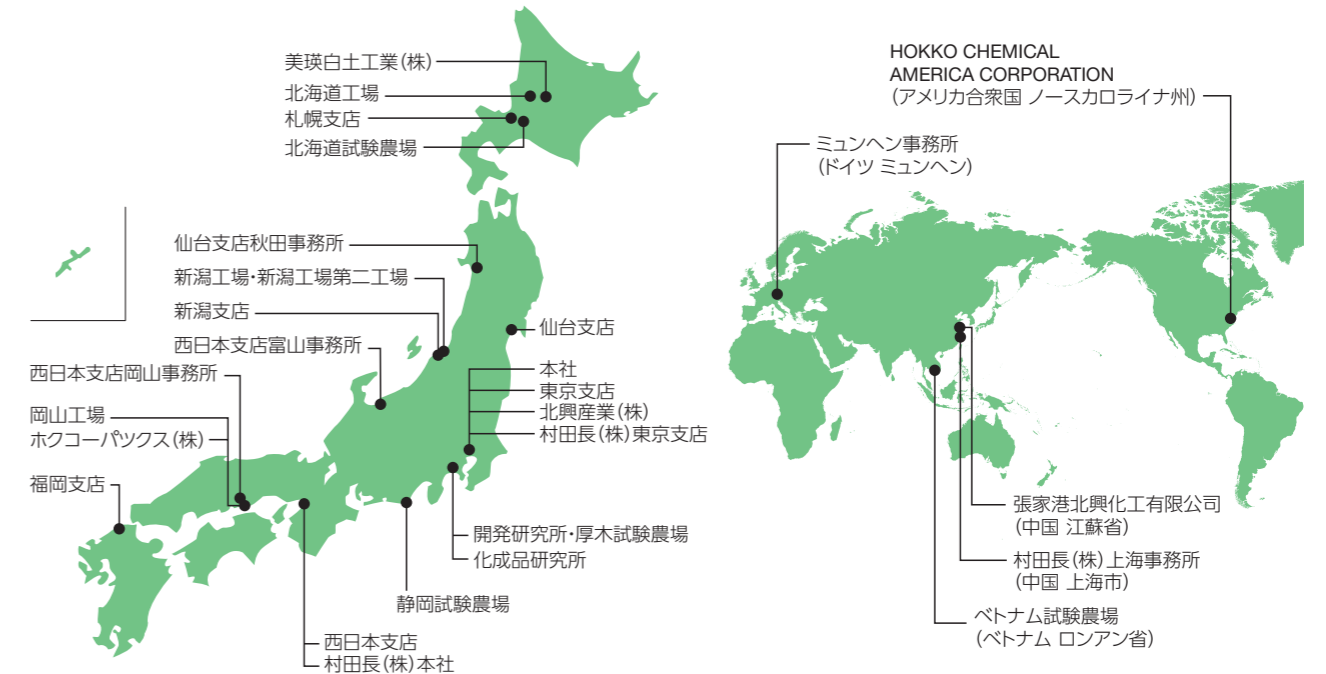 美瑛白土工業(株)
北海道工場
札幌支店
北海道試験農場
仙台支店秋田事務所
新潟工場・新潟工場第二工場
新潟支店
西日本支店富山事務所
西日本支店岡山事務所
岡山工場
ホクコーパックス(株)
福岡支店
仙台支店
本社
東京支店
北興産業(株)
村田長(株)東京支店
開発研究所・厚木試験農場
化成品研究所
静岡試験農場
西日本支店
村田長(株)本社
HOKKO CHEMICAL
AMERICA CORPORATION
(アメリカ合衆国 ノースカロライナ州)
ミュンヘン事務所
(ドイツ ミュンヘン)
張家港北興化工有限公司
(中国 江蘇省)
村田長(株)上海事務所
(中国 上海市)
ベトナム試験農場
(ベトナム ロンアン省)